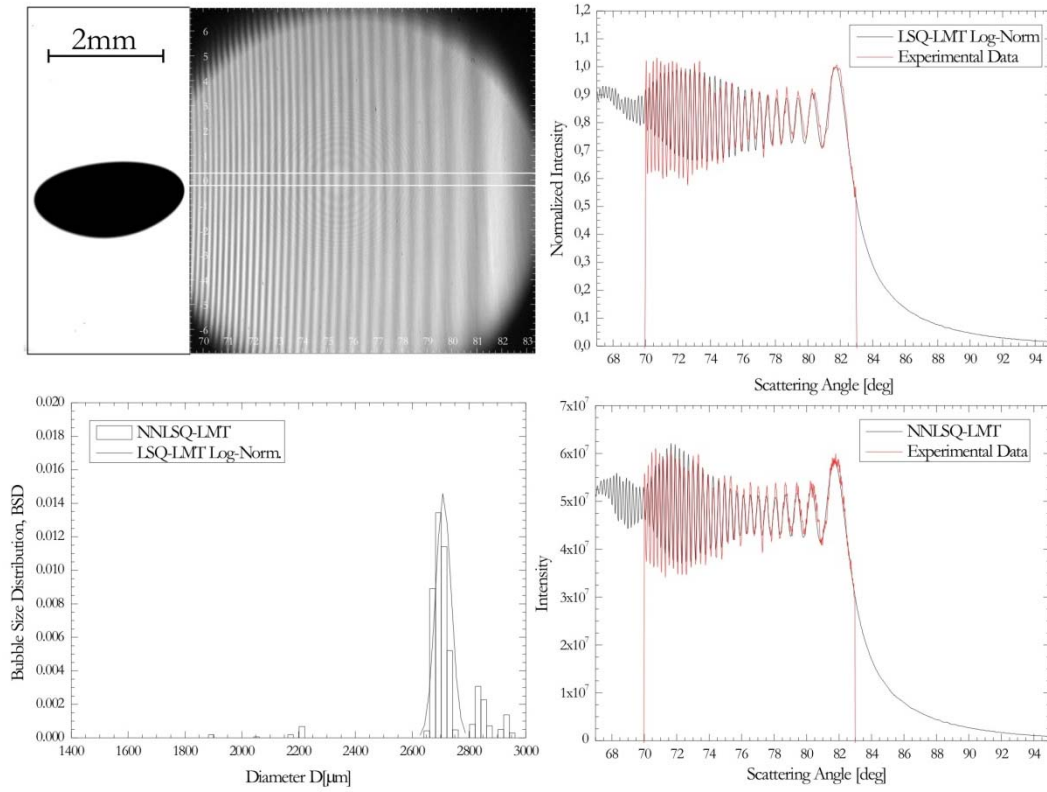 2mm
6
5
4
3
2
1
0
-1
-2
-3
-4
-5
-6
70 71 72 73 74 75 76 77 78 79 80 81 82 83
1,2
1,1
1,0
0,9
0,8
0,7
0,6
0,5
0,4
0,3
0,2
0,1
0,0
Normalized Intensity
LSQ-LMT Log-Norm
Experimental Data
68 70 72 74 76 78 80 82 84 86 88 90 92 94
Scattering Angle [deg]
0.020
0.018
0.016
0.014
0.012
0.010
0.008
0.006
0.004
0.002
0.000
Bubble Size Distribution, BSD
NNLSQ-LMT
LSQ-LMT Log-Norm.
1400 1600 1800 2000 2200 2400 2600 2800 3000
Diameter D[μm]
7x10⁷
6x10⁷
5x10⁷
4x10⁷
3x10⁷
2x10⁷
1x10⁷
0
Intensity
NNLSQ-LMT
Experimental Data
68 70 72 74 76 78 80 82 84 86 88 90 92 94
Scattering Angle [deg]